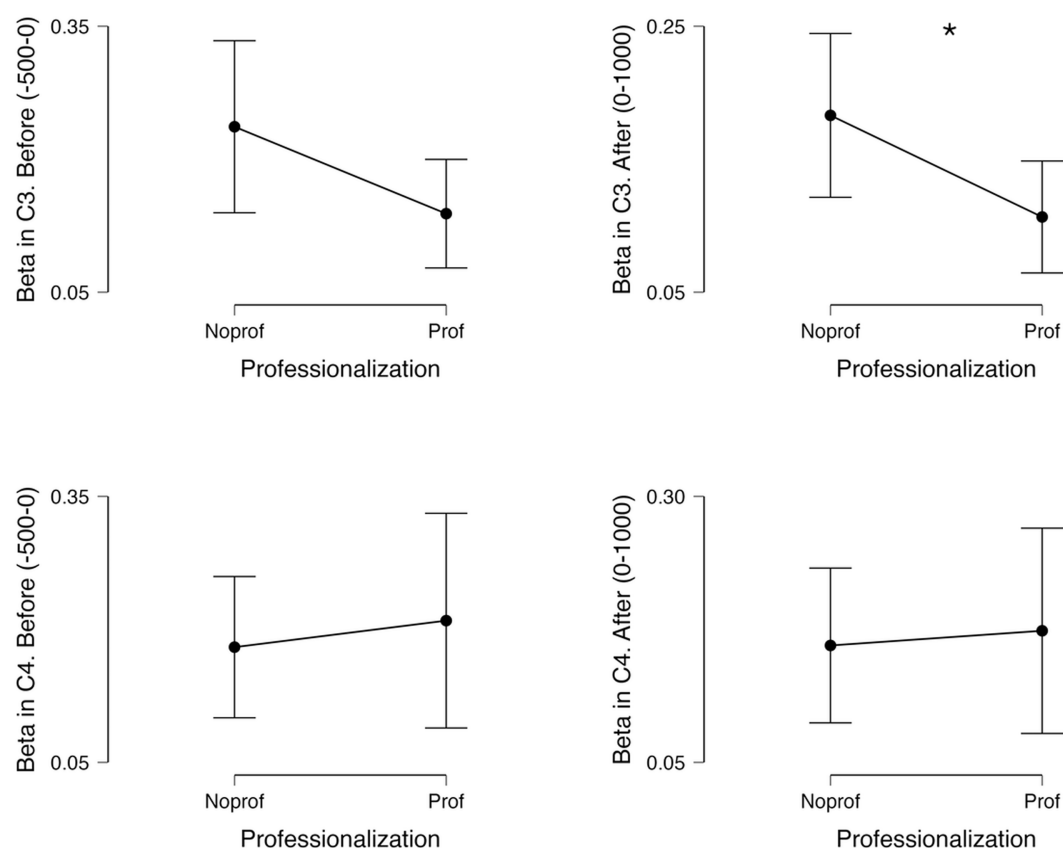 Beta in C3. Before (-500-0)
0.35
0.05
Noprof
Prof
Professionalization
Beta in C3. After (0-1000)
0.25
0.05
*
Noprof
Prof
Professionalization
Beta in C4. Before (-500-0)
0.35
0.05
Noprof
Prof
Professionalization
Beta in C4. After (0-1000)
0.30
0.05
Noprof
Prof
Professionalization